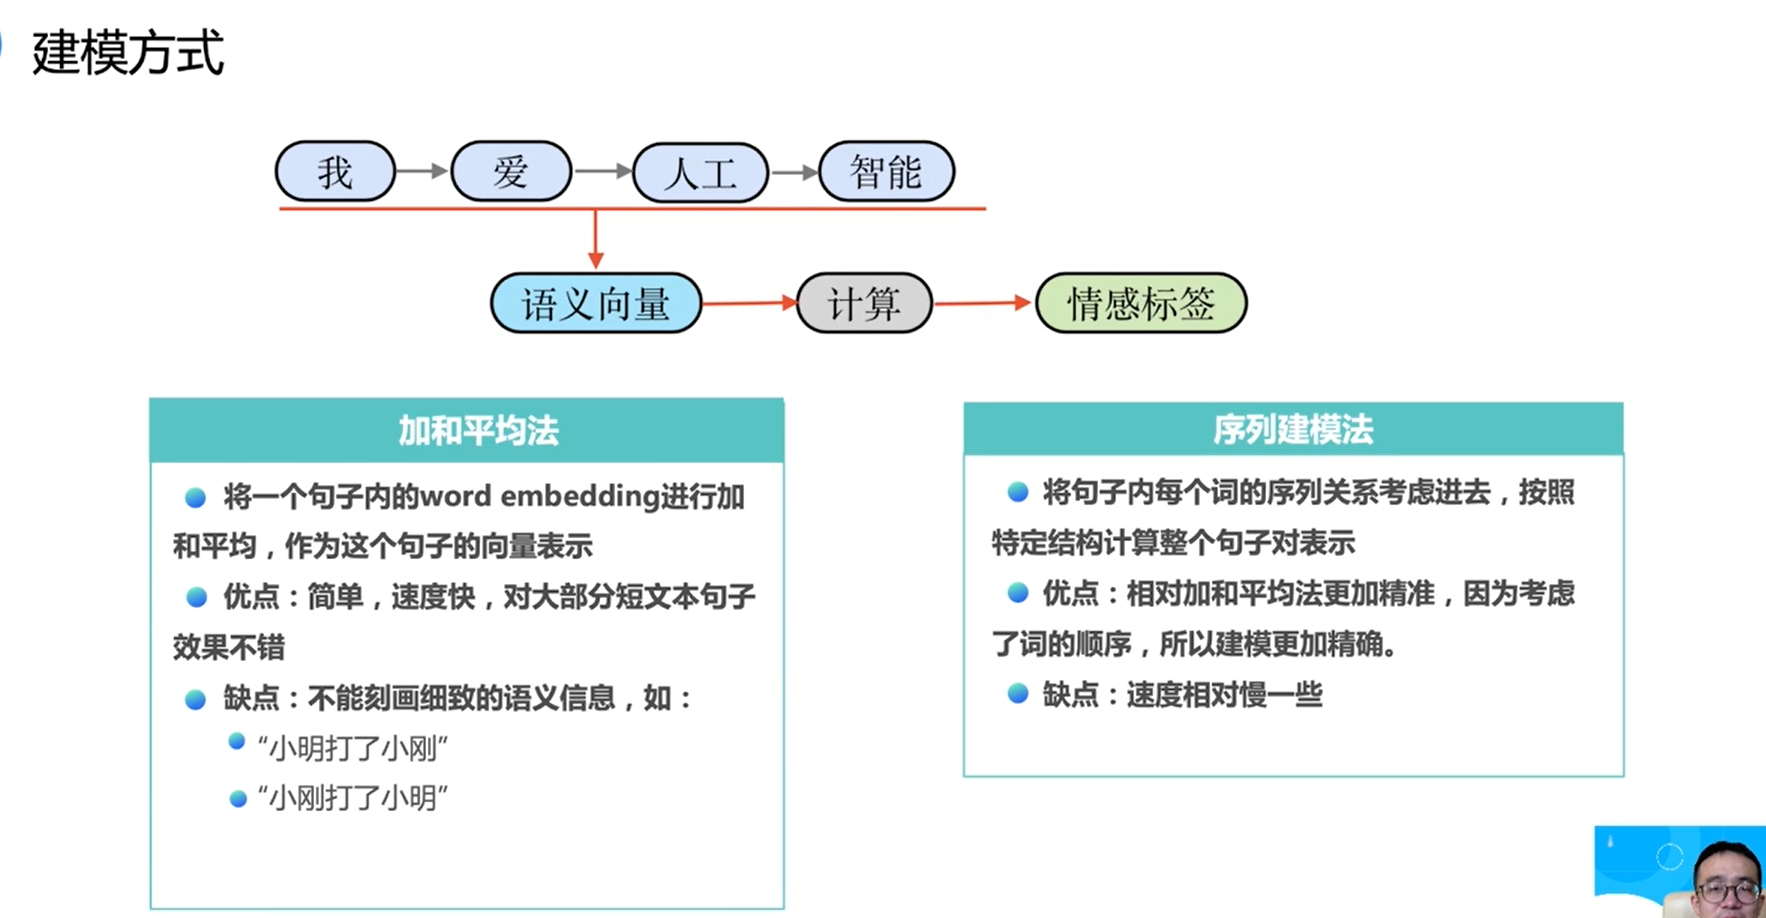 建模方式
我 爱 人工 智能
语义向量 计算 情感标签
加和平均法
将一个句子内的word embedding进行加
和平均，作为这个句子的向量表示
优点：简单，速度快，对大部分短文本句子
效果不错
缺点：不能刻画细致的语义信息，如：
“小明打了小刚”
“小刚打了小明”
序列建模法
将句子内每个词的序列关系考虑进去，按照
特定结构计算整个句子对表示
优点：相对加和平均法更加精准，因为考虑
了词的顺序，所以建模更加精确。
缺点：速度相对慢一些